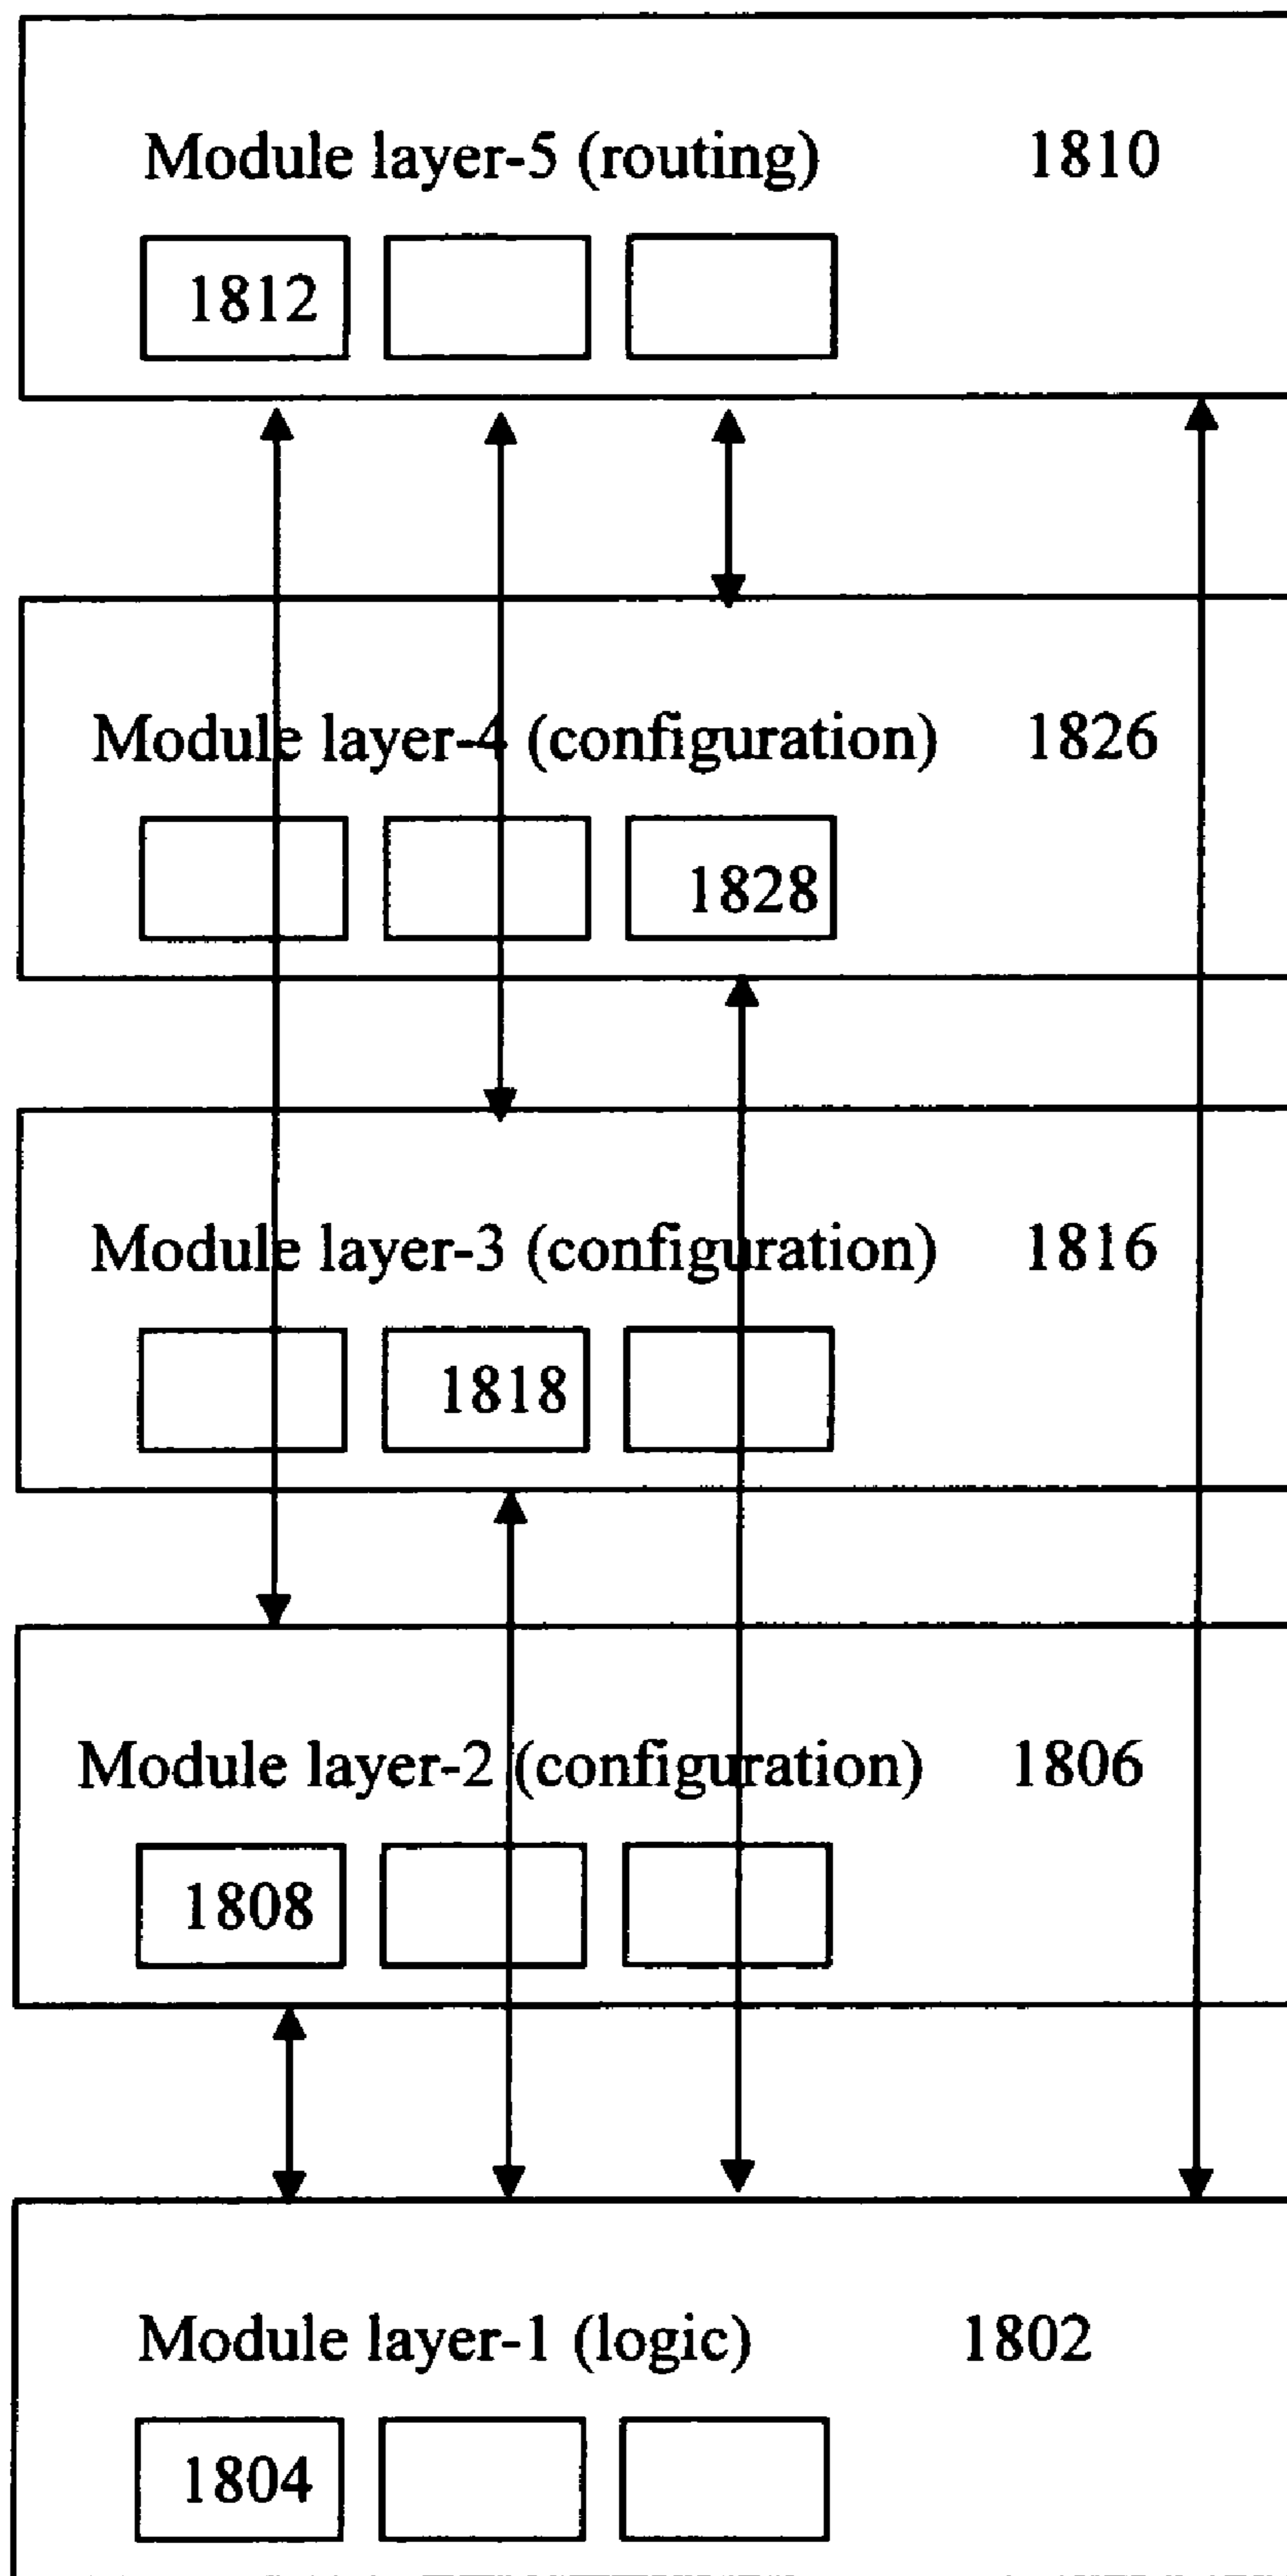 Module layer-5 (routing) 1810
1812
Module layer-4 (configuration) 1826
1828
Module layer-3 (configuration) 1816
1818
Module layer-2 (configuration) 1806
1808
Module layer-1 (logic) 1802
1804